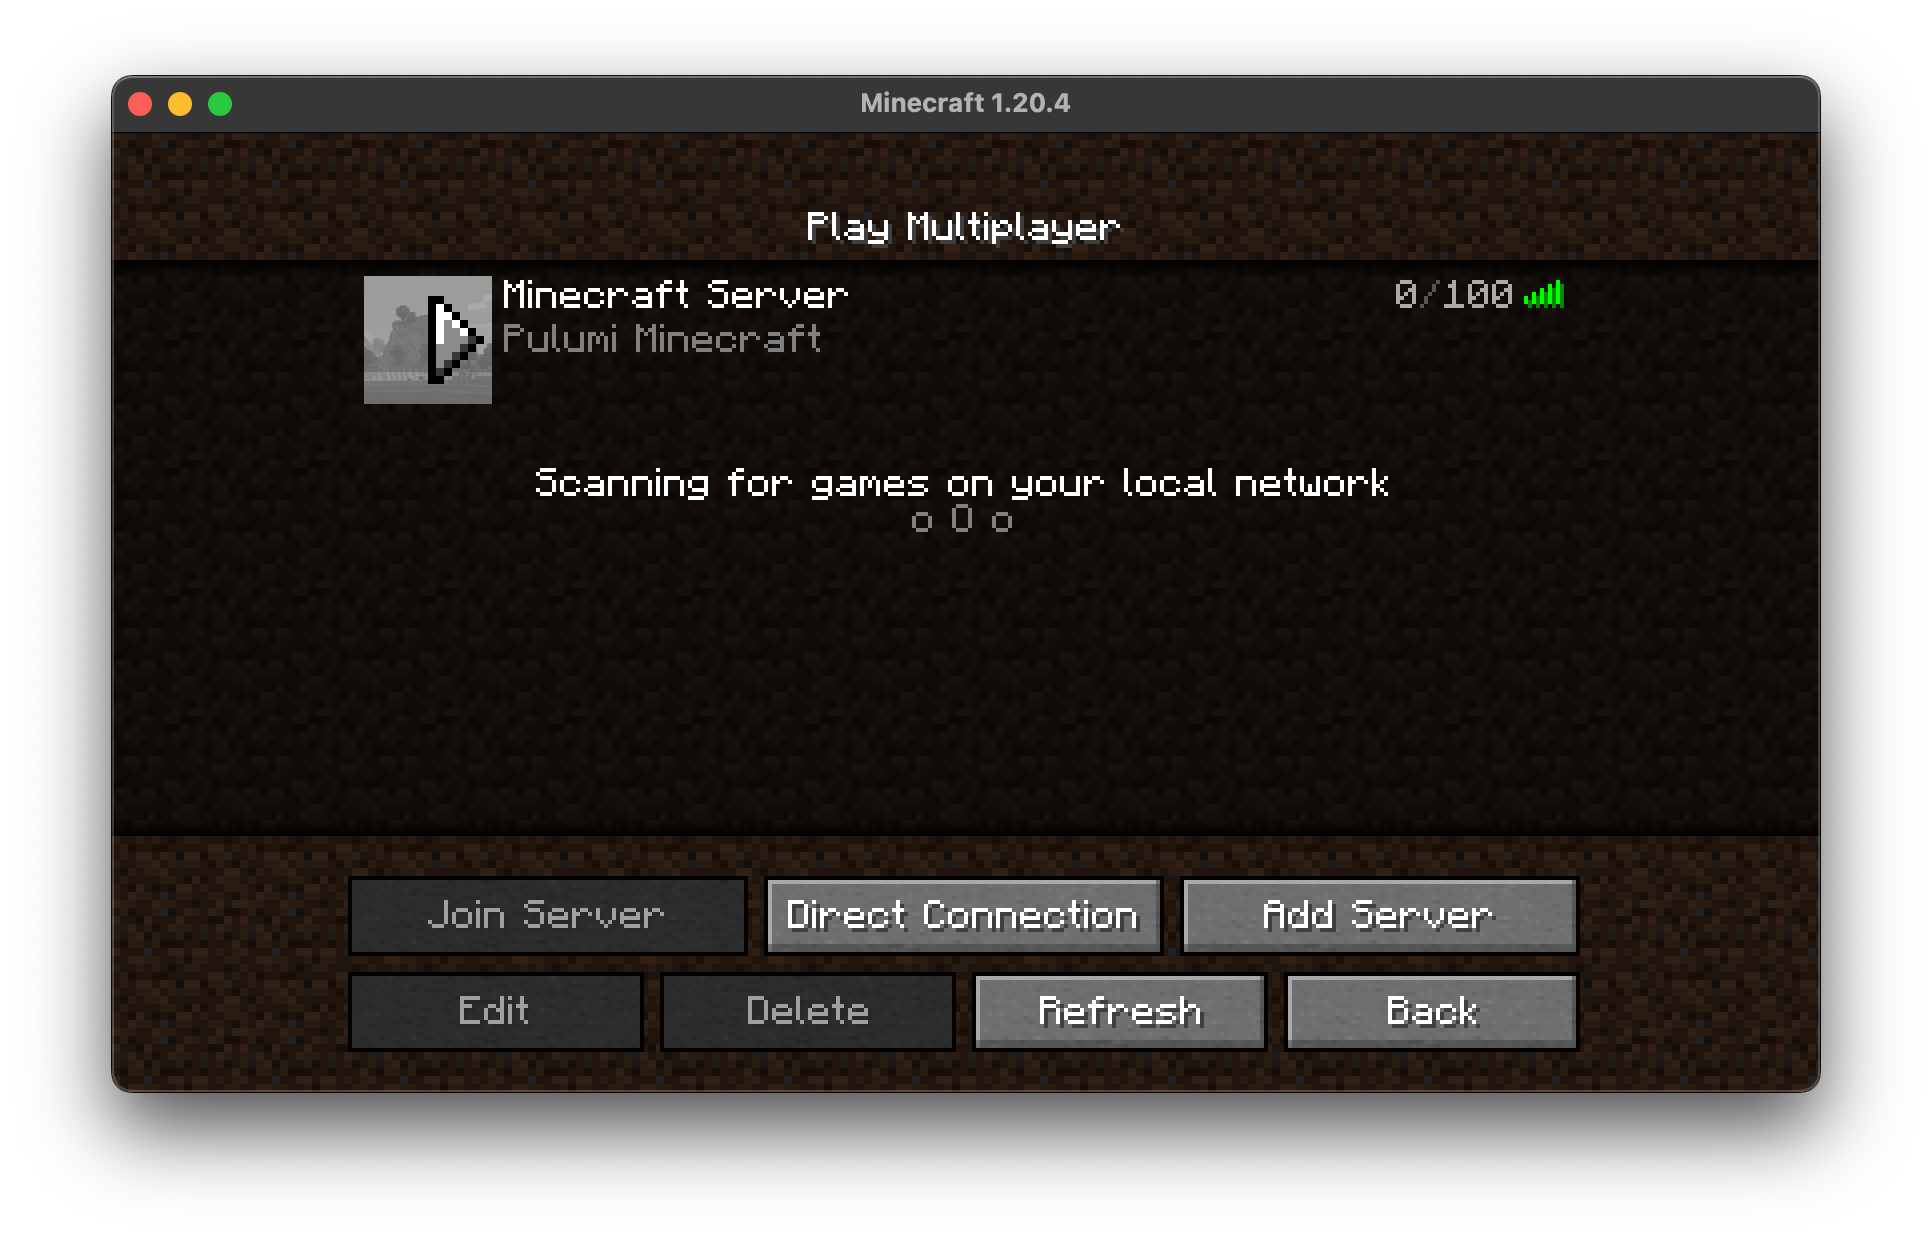 Minecraft 1.20.4
Play Multiplayer
Minecraft Server 0/100
Pulumi Minecraft
Scanning for games on your local network
o O o
Join Server Direct Connection Add Server
Edit Delete Refresh Back